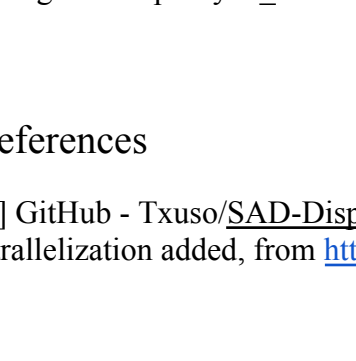 eferences
] GitHub - Txuso/SAD-Disp
rallelization added, from htt